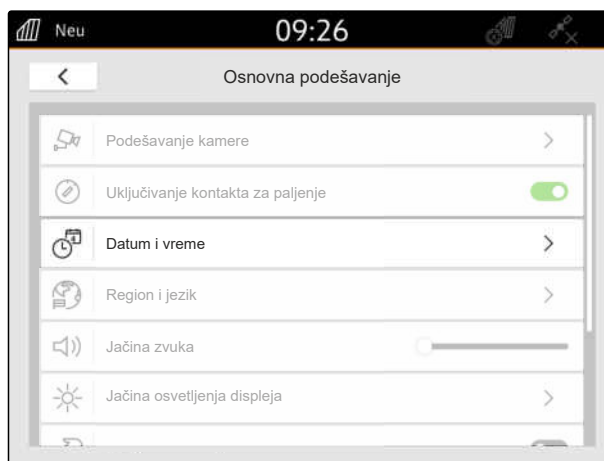 Neu
09:26
Osnovna podešavanje
Podešavanje kamere
Uključivanje kontakta za paljenje
Datum i vreme
Region i jezik
Jačina zvuka
Jačina osvetljenja displeja